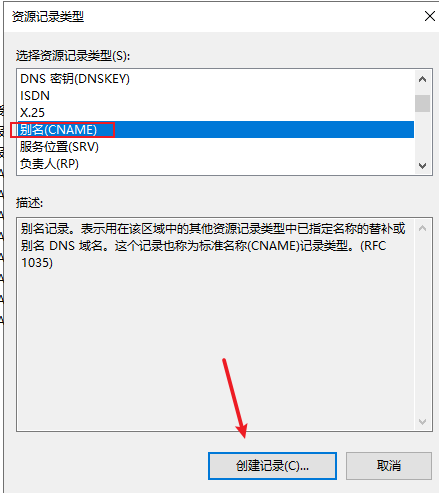 资源记录类型
选择资源记录类型(S):
DNS 密钥(DNSKEY)
ISDN
X.25
别名(CNAME)
服务位置(SRV)
负责人(RP)
描述:
别名记录。表示用在该区域中的其他资源记录类型中已指定名称的替补或
别名 DNS 域名。这个记录也称为标准名称(CNAME)记录类型。(RFC
1035)
创建记录(C)...
取消